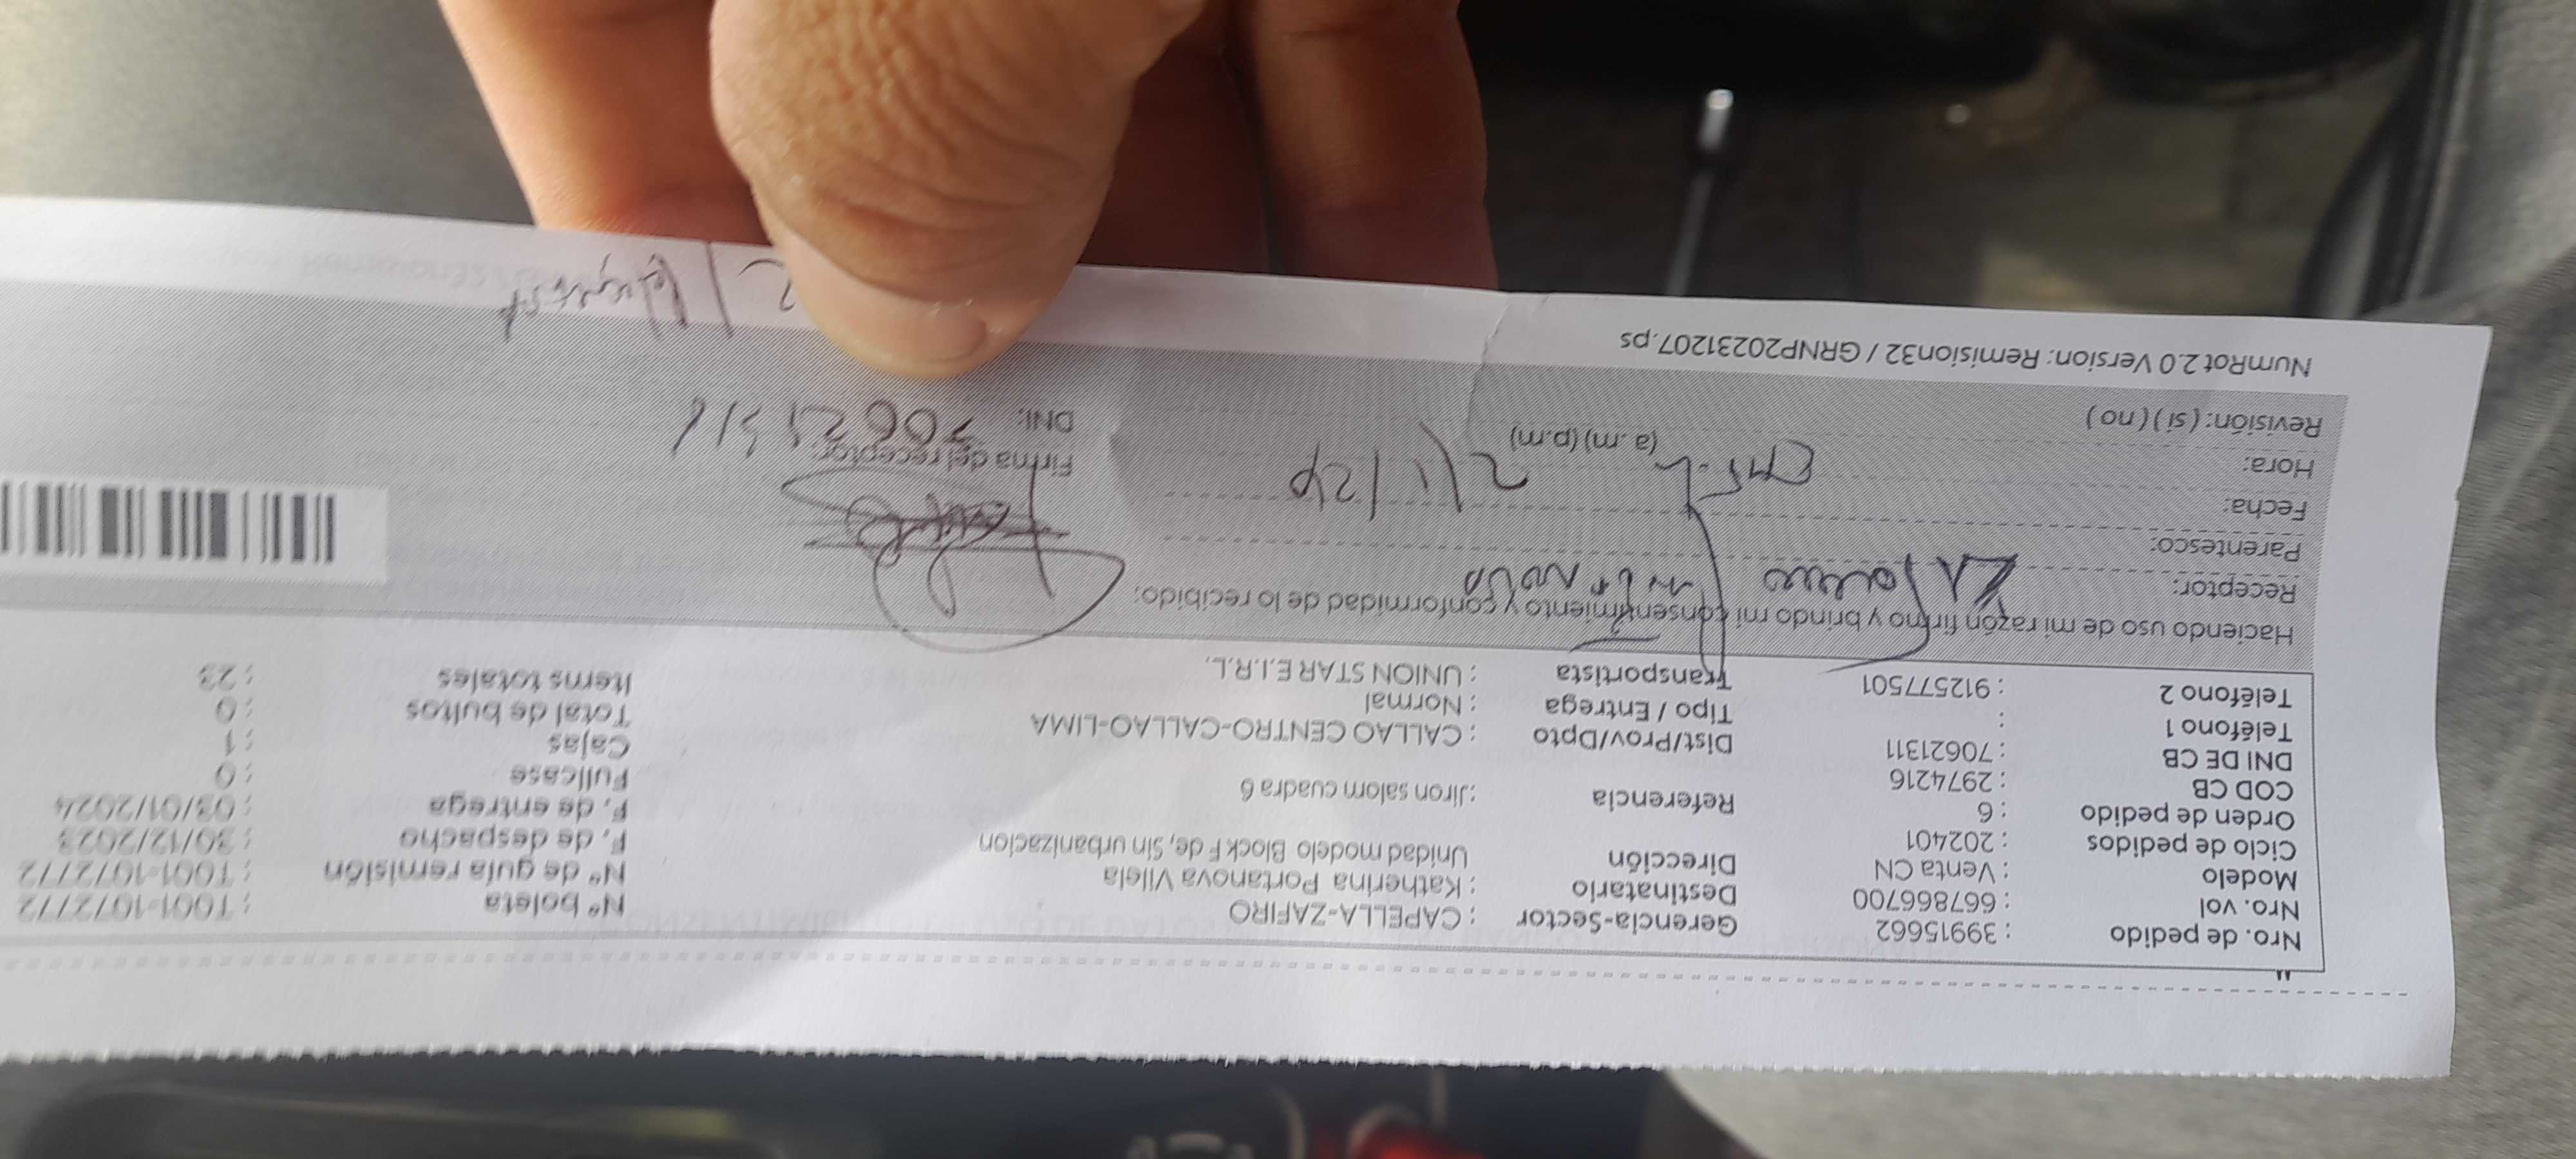 Nro. de pedido : 39915662 Gerencia-Sector : CAPELLA-ZAFIRO Nº boleta : T001-1072772
Nro. vol : 667866700 Destinatario : Katherina Portanova Vilela Nº de guía remisión : T001-1072772
Modelo : Venta CN Dirección Unidad modelo Block F de, Sin urbanizacion F. de despacho : 30/12/2023
Ciclo de pedidos : 202401 F. de entrega : 03/01/2024
Orden de pedido : 6 Referencia : Jiron salom cuadra 6 Fullcase : 0
COD CB : 2974216 Cajas : 1
DNI DE CB : 70621311 Dist/Prov/Dpto : CALLAO CENTRO-CALLAO-LIMA Total de bultos : 0
Teléfono 1 : Tipo / Entrega : Normal Items totales : 23
Teléfono 2 : 912577501 Transportista : UNION STAR E.I.R.L.
Haciendo uso de mi razón firmo y brindo mi consentimiento y conformidad de lo recibido:
Receptor:
Parentesco:
Fecha: 2/1/24
Hora: (a.m) (p.m) Firma del receptor:
Revisión: (si) (no) DNI:
NumRot 2.0 Version: Remision32 / GRNP20231207.ps